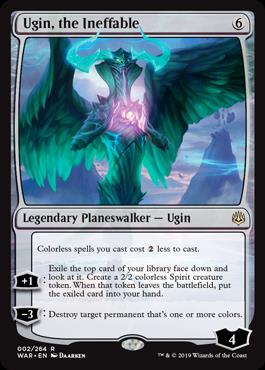 Ugin, the Ineffable 6
Legendary Planeswalker — Ugin
Colorless spells you cast cost 2 less to cast.
Exile the top card of your library face down and
+1: look at it. Create a 2/2 colorless Spirit creature
token. When that token leaves the battlefield, put
the exiled card into your hand.
−3: Destroy target permanent that's one or more colors.
4
002/264 R
WAR • EN DAARKEN ™ & © 2019 Wizards of the Coast